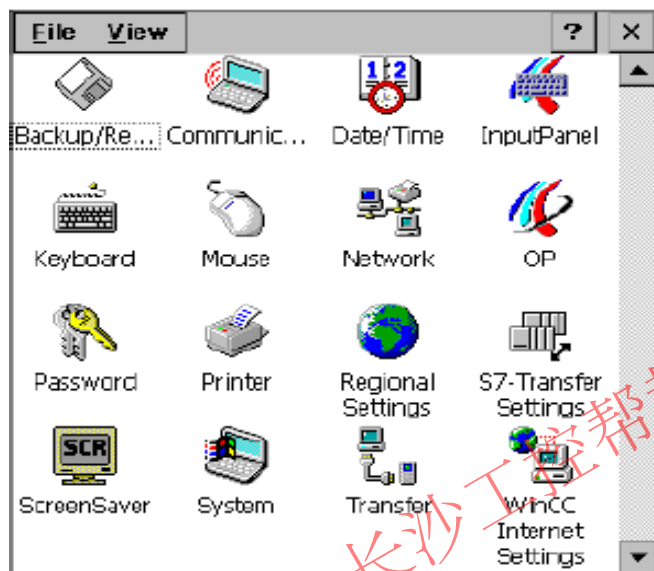 File View ? ×
Backup/Re... Communic... Date/Time InputPanel
Keyboard Mouse Network OP
Password Printer Regional Settings S7-Transfer Settings
SCR
ScreenSaver System Transfer WinCC Internet Settings
长沙工控帮